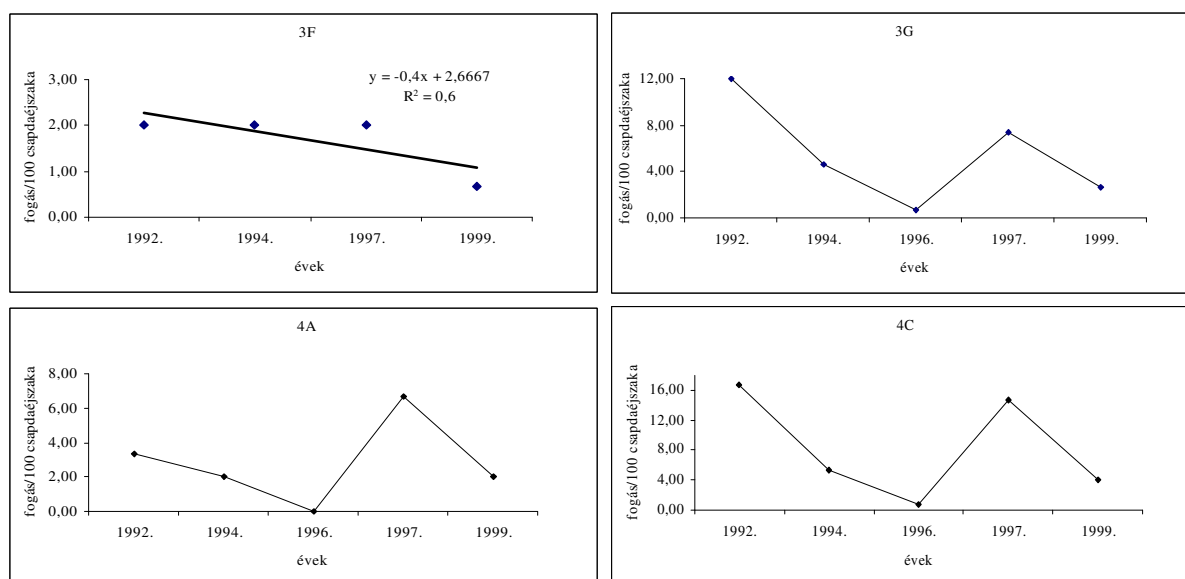 3F
y = -0,4x + 2,6667
R² = 0,6
3,00
2,00
1,00
0,00
fogás/100 csapdaéjszaka
1992. 1994. 1997. 1999.
évek
3G
12,00
8,00
4,00
0,00
fogás/100 csapdaéjszaka
1992. 1994. 1996. 1997. 1999.
évek
4A
8,00
6,00
4,00
2,00
0,00
fogás/100 csapdaéjszaka
1992. 1994. 1996. 1997. 1999.
évek
4C
16,00
12,00
8,00
4,00
0,00
fogás/100 csapdaéjszaka
1992. 1994. 1996. 1997. 1999.
évek